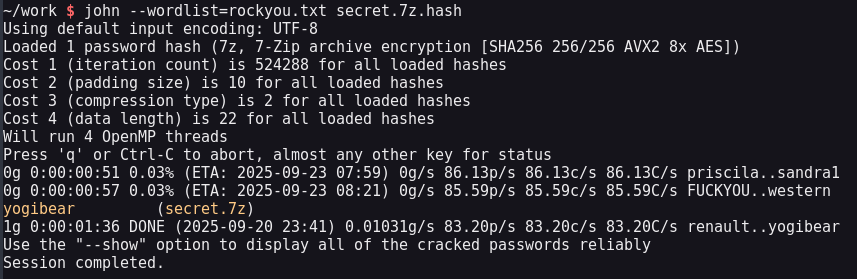 ~/work $ john --wordlist=rockyou.txt secret.7z.hash
Using default input encoding: UTF-8
Loaded 1 password hash (7z, 7-Zip archive encryption [SHA256 256/256 AVX2 8x AES])
Cost 1 (iteration count) is 524288 for all loaded hashes
Cost 2 (padding size) is 10 for all loaded hashes
Cost 3 (compression type) is 2 for all loaded hashes
Cost 4 (data length) is 22 for all loaded hashes
Will run 4 OpenMP threads
Press 'q' or Ctrl-C to abort, almost any other key for status
0g 0:00:00:51 0.03% (ETA: 2025-09-23 07:59) 0g/s 86.13p/s 86.13c/s 86.13C/s priscila..sandra1
0g 0:00:00:57 0.03% (ETA: 2025-09-23 08:21) 0g/s 85.59p/s 85.59c/s 85.59C/s FUCKYOU..western
yogibear         (secret.7z)
1g 0:00:01:36 DONE (2025-09-20 23:41) 0.01031g/s 83.20p/s 83.20c/s 83.20C/s renault..yogibear
Use the "--show" option to display all of the cracked passwords reliably
Session completed.